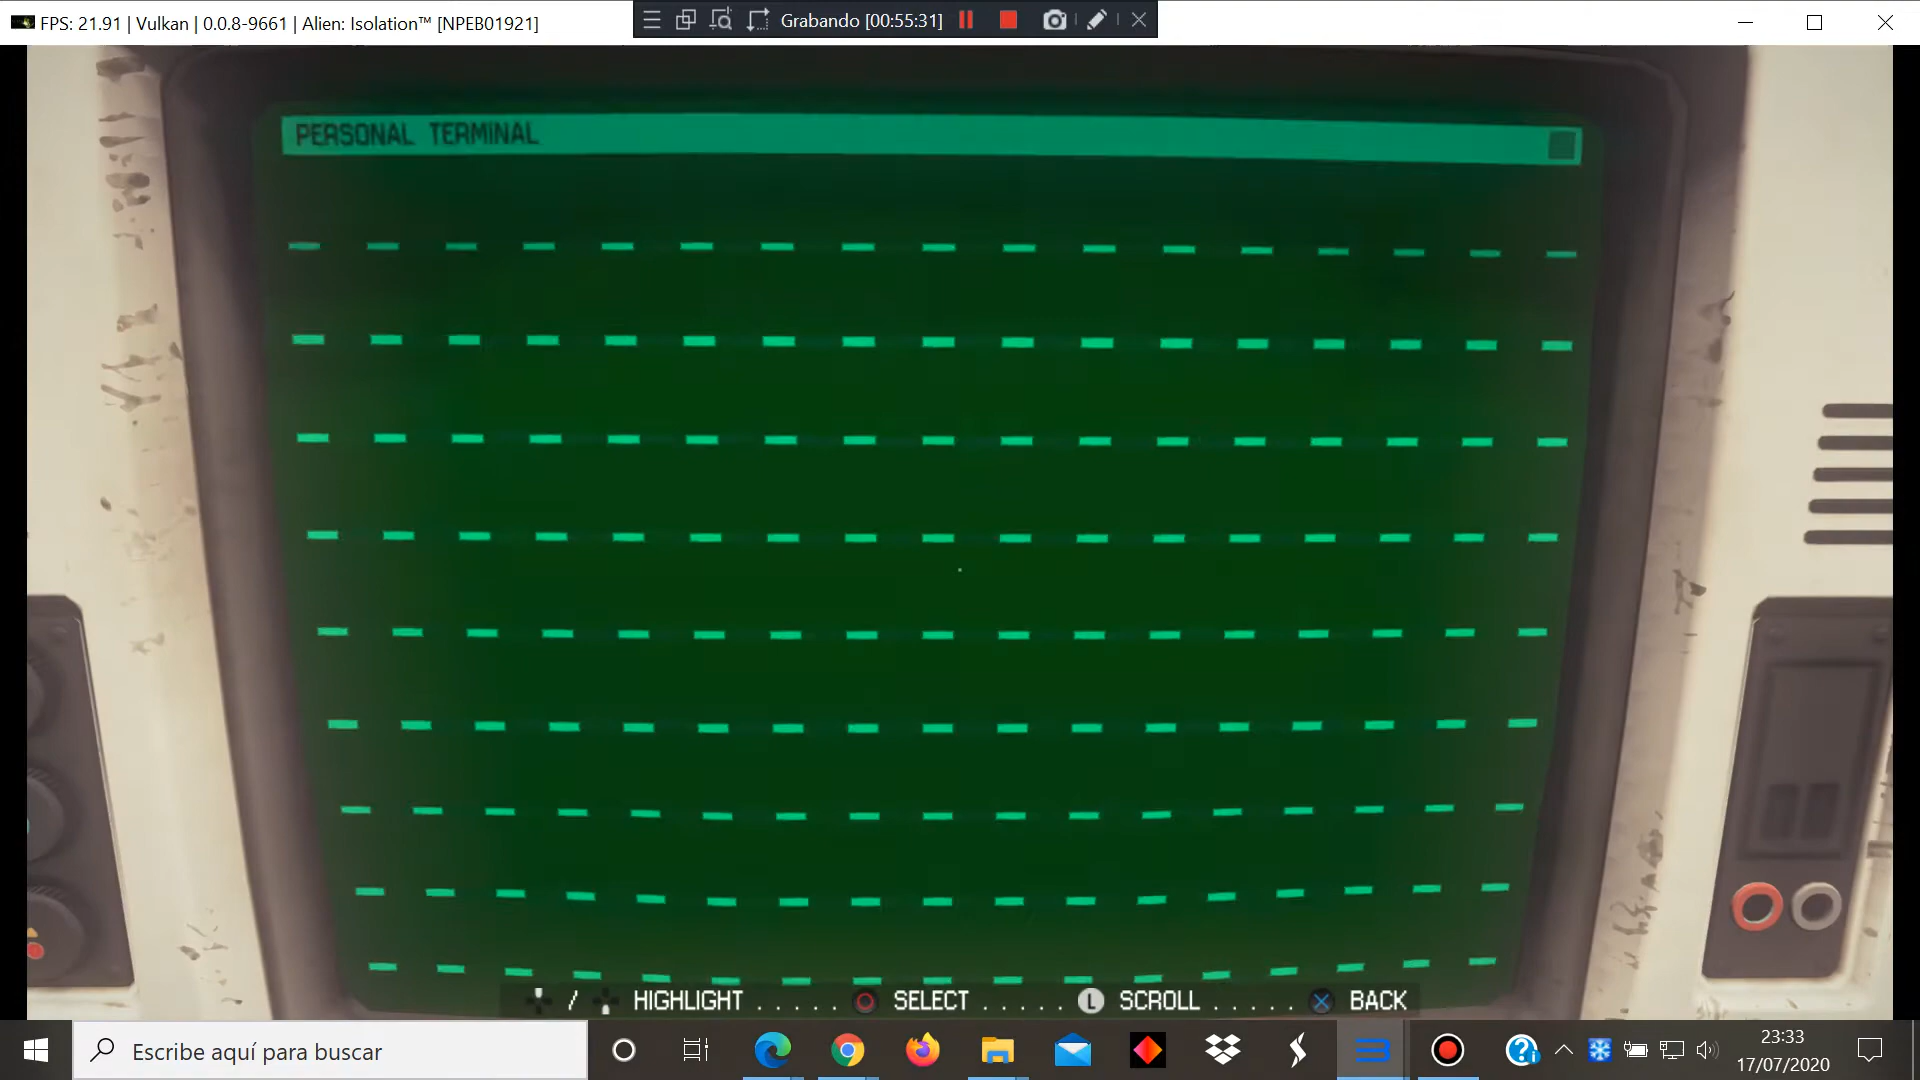 FPS: 21.91 | Vulkan | 0.0.8-9661 | Alien: Isolation™ [NPEB01921]
Grabando [00:55:31]
PERSONAL TERMINAL
/ HIGHLIGHT ..... SELECT ..... L SCROLL ...... BACK
Escribe aquí para buscar
23:33
17/07/2020